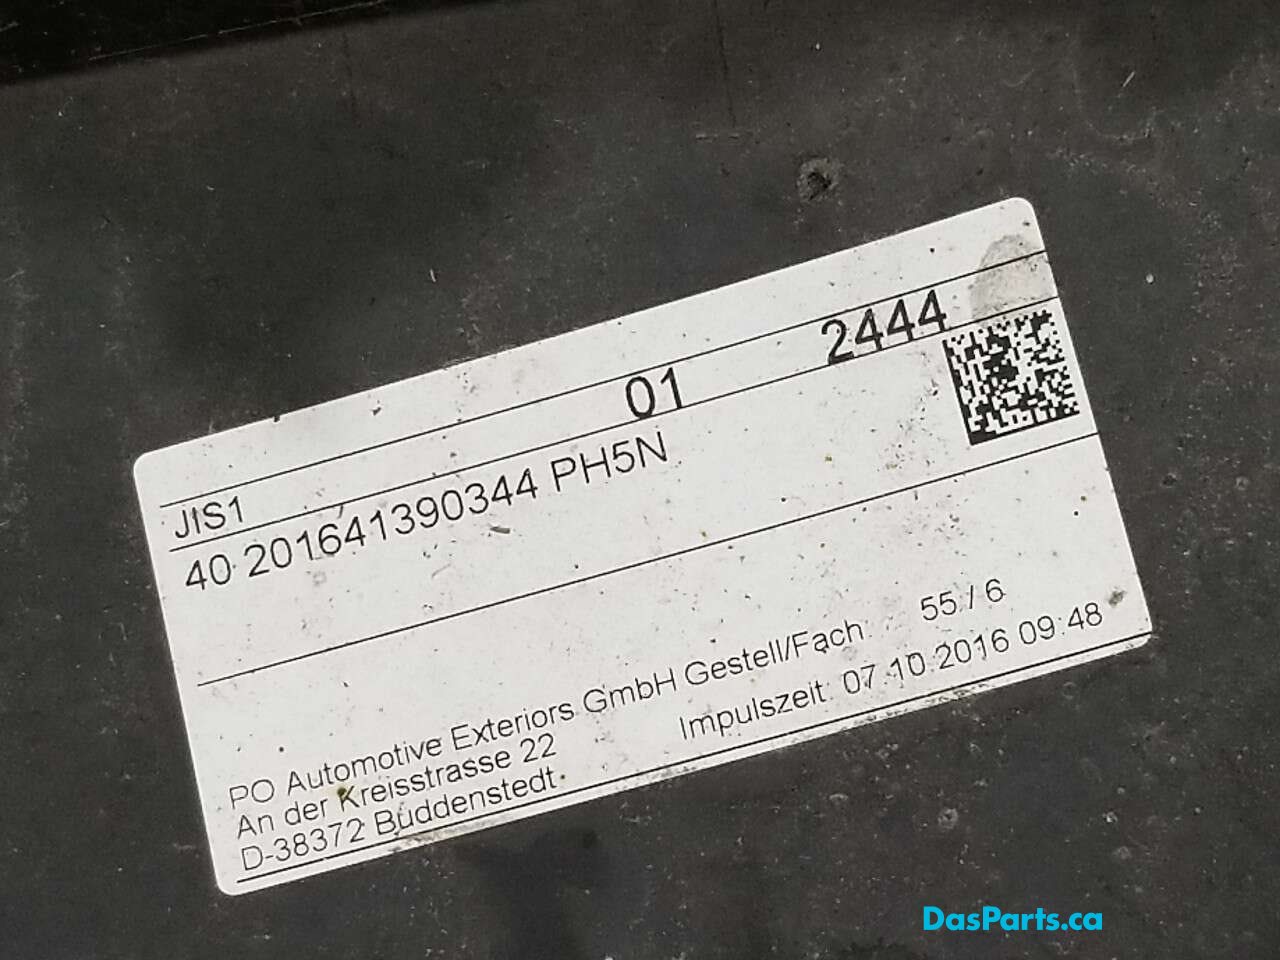 JIS1 01 2444
40 201641390344 PH5N
PO Automotive Exteriors GmbH Gestell/Fach: 55 / 6
An der Kreisstrasse 22 Impulszeit: 07.10.2016 09:48
D-38372 Büddenstedt
DasParts.ca